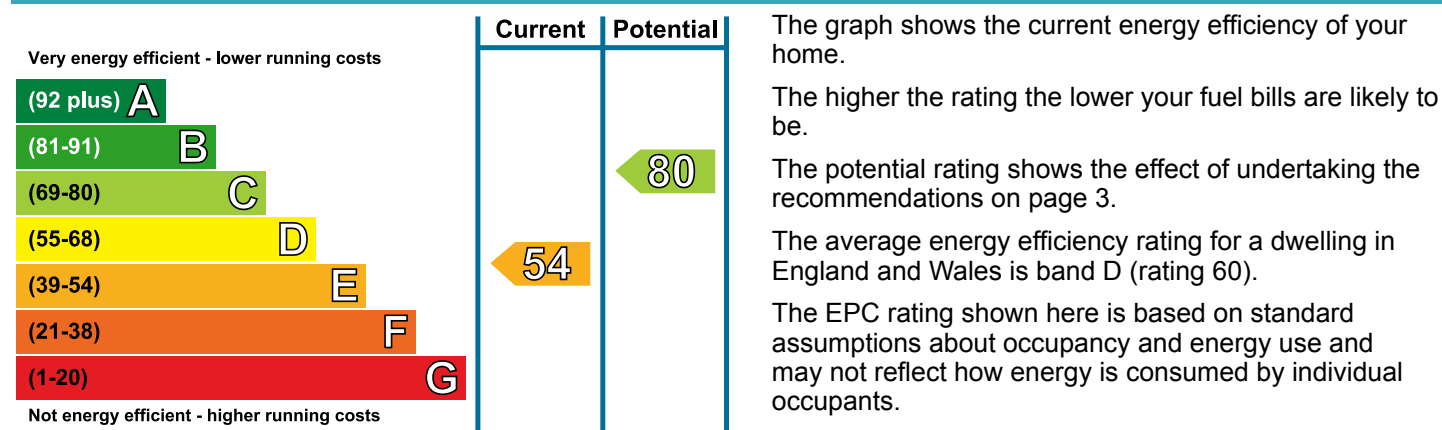 Current Potential
Very energy efficient - lower running costs
(92 plus) A
(81-91) B
(69-80) C
(55-68) D
(39-54) E
(21-38) F
(1-20) G
Not energy efficient - higher running costs
54
80
The graph shows the current energy efficiency of your
home.
The higher the rating the lower your fuel bills are likely to
be.
The potential rating shows the effect of undertaking the
recommendations on page 3.
The average energy efficiency rating for a dwelling in
England and Wales is band D (rating 60).
The EPC rating shown here is based on standard
assumptions about occupancy and energy use and
may not reflect how energy is consumed by individual
occupants.